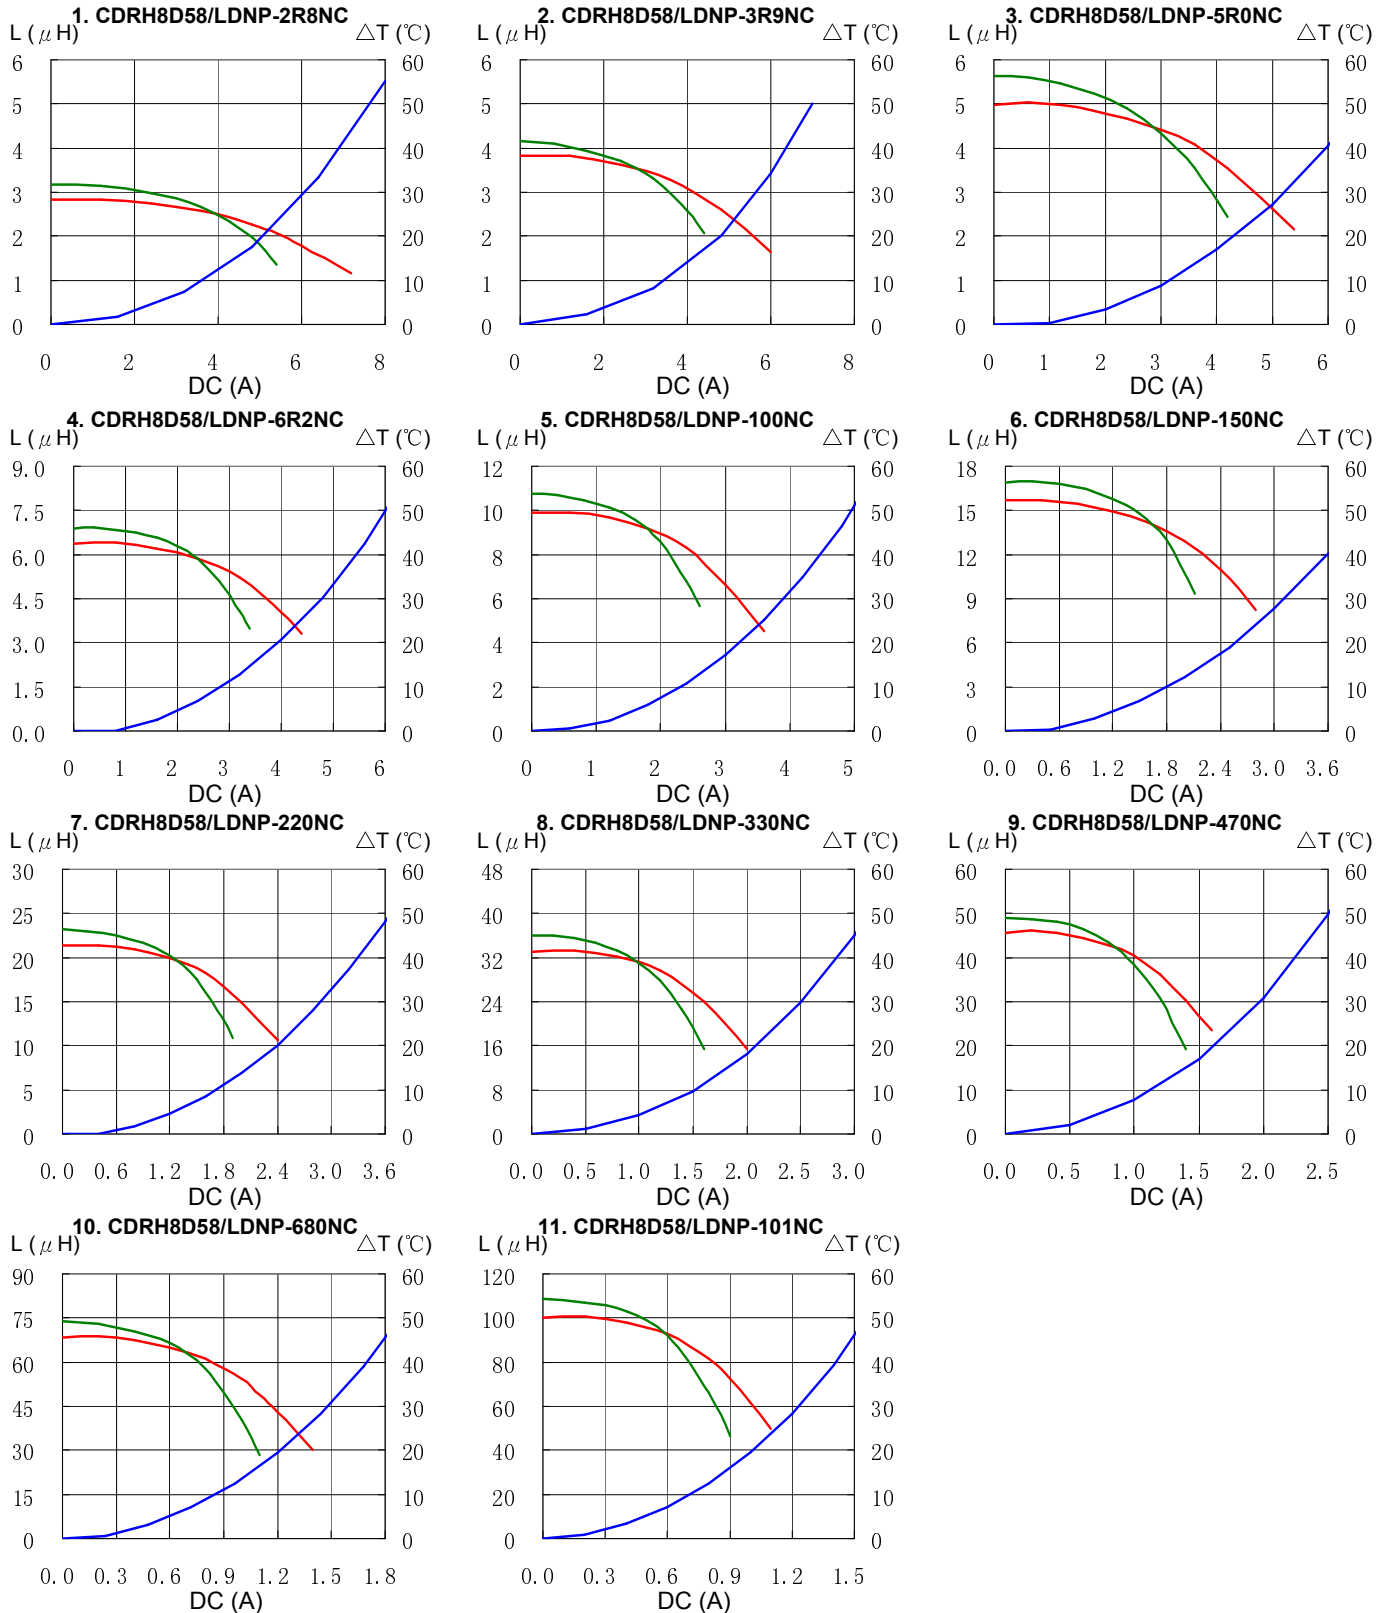 1. CDRH8D58/LDNP-2R8NC
L (μH) △T (℃)
6 60
5 50
4 40
3 30
2 20
1 10
0 0
0 2 4 6 8
DC (A)
2. CDRH8D58/LDNP-3R9NC
L (μH) △T (℃)
6 60
5 50
4 40
3 30
2 20
1 10
0 0
0 2 4 6 8
DC (A)
3. CDRH8D58/LDNP-5R0NC
L (μH) △T (℃)
6 60
5 50
4 40
3 30
2 20
1 10
0 0
0 1 2 3 4 5 6
DC (A)
4. CDRH8D58/LDNP-6R2NC
L (μH) △T (℃)
9.0 60
7.5 50
6.0 40
4.5 30
3.0 20
1.5 10
0.0 0
0 1 2 3 4 5 6
DC (A)
5. CDRH8D58/LDNP-100NC
L (μH) △T (℃)
12 60
10 50
8 40
6 30
4 20
2 10
0 0
0 1 2 3 4 5
DC (A)
6. CDRH8D58/LDNP-150NC
L (μH) △T (℃)
18 60
15 50
12 40
9 30
6 20
3 10
0 0
0.0 0.6 1.2 1.8 2.4 3.0 3.6
DC (A)
7. CDRH8D58/LDNP-220NC
L (μH) △T (℃)
30 60
25 50
20 40
15 30
10 20
5 10
0 0
0.0 0.6 1.2 1.8 2.4 3.0 3.6
DC (A)
8. CDRH8D58/LDNP-330NC
L (μH) △T (℃)
48 60
40 50
32 40
24 30
16 20
8 10
0 0
0.0 0.5 1.0 1.5 2.0 2.5 3.0
DC (A)
9. CDRH8D58/LDNP-470NC
L (μH) △T (℃)
60 60
50 50
40 40
30 30
20 20
10 10
0 0
0.0 0.5 1.0 1.5 2.0 2.5
DC (A)
10. CDRH8D58/LDNP-680NC
L (μH) △T (℃)
90 60
75 50
60 40
45 30
30 20
15 10
0 0
0.0 0.3 0.6 0.9 1.2 1.5 1.8
DC (A)
11. CDRH8D58/LDNP-101NC
L (μH) △T (℃)
120 60
100 50
80 40
60 30
40 20
20 10
0 0
0.0 0.3 0.6 0.9 1.2 1.5
DC (A)